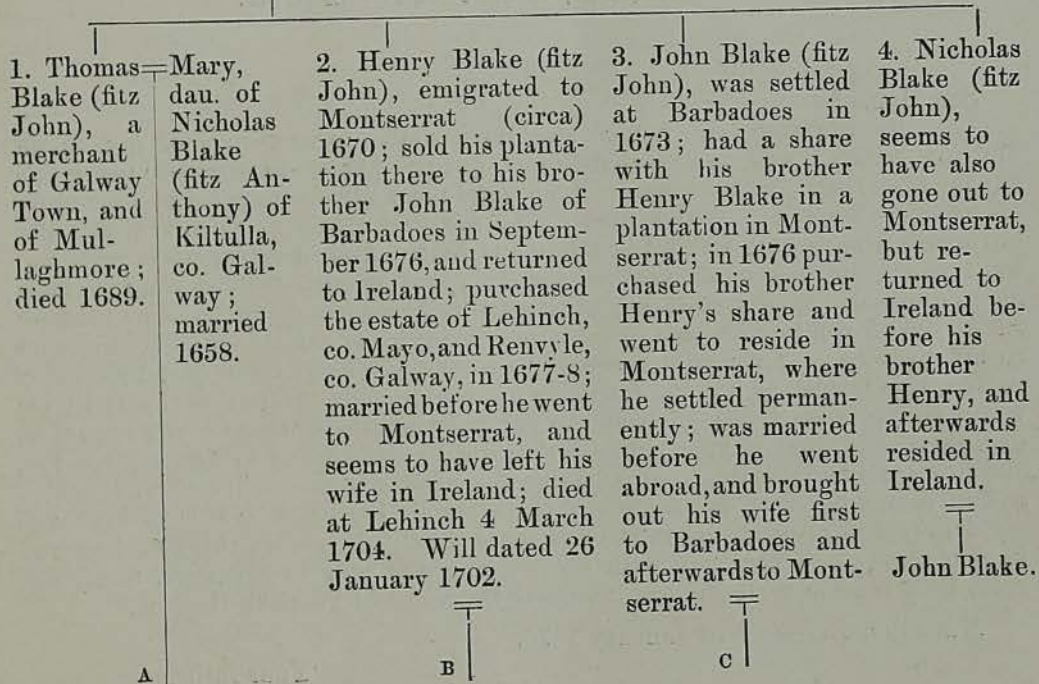 1. Thomas
Blake (fitz
John), a
merchant
of Galway
Town, and
of Mul-
laghmore ;
died 1689.
Mary,
dau. of
Nicholas
Blake
(fitz An-
thony) of
Kiltulla,
co. Gal-
way ;
married
1658.
2. Henry Blake (fitz
John), emigrated to
Montserrat (circa)
1670 ; sold his planta-
tion there to his bro-
ther John Blake of
Barbadoes in Septem-
ber 1676, and returned
to Ireland; purchased
the estate of Lehinch,
co. Mayo, and Renvyle,
co. Galway, in 1677-8 ;
married before he went
to Montserrat, and
seems to have left his
wife in Ireland; died
at Lehinch 4 March
1704. Will dated 26
January 1702.
3. John Blake (fitz
John), was settled
at Barbadoes in
1673 ; had a share
with his brother
Henry Blake in a
plantation in Mont-
serrat; in 1676 pur-
chased his brother
Henry's share and
went to reside in
Montserrat, where
he settled perman-
ently ; was married
before he went
abroad, and brought
out his wife first
to Barbadoes and
afterwards to Mont-
serrat.
4. Nicholas
Blake (fitz
John),
seems to
have also
gone out to
Montserrat,
but re-
turned to
Ireland be-
fore his
brother
Henry, and
afterwards
resided in
Ireland.
John Blake.
A
B
C